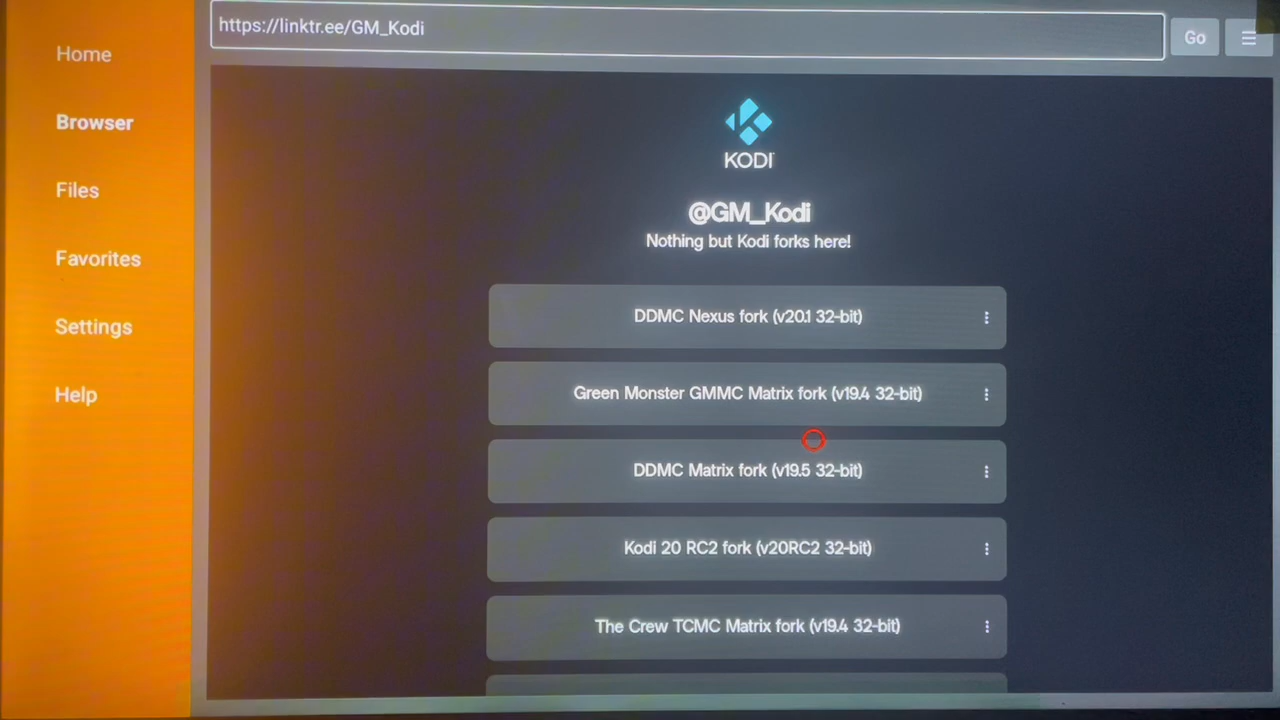 https://linktr.ee/GM_Kodi
Go
Home
Browser
Files
Favorites
Settings
Help
KODI
@GM_Kodi
Nothing but Kodi forks here!
DDMC Nexus fork (v20.1 32-bit)
Green Monster GMMC Matrix fork (v19.4 32-bit)
DDMC Matrix fork (v19.5 32-bit)
Kodi 20 RC2 fork (v20RC2 32-bit)
The Crew TCMC Matrix fork (v19.4 32-bit)